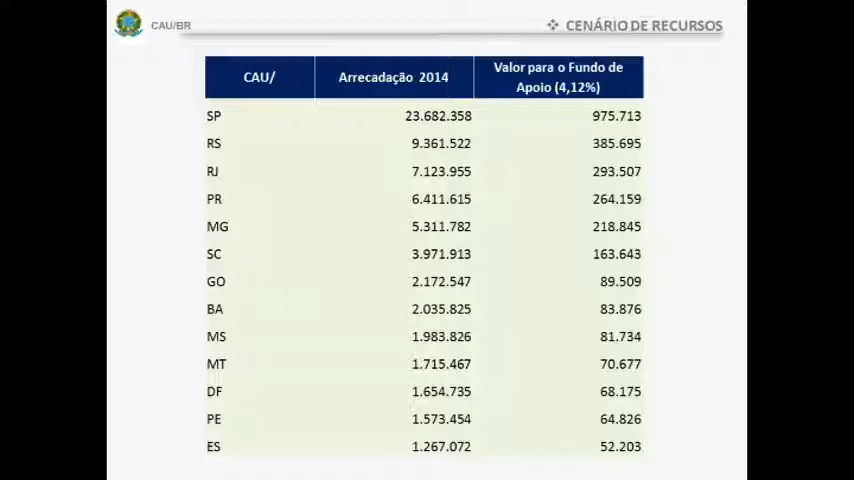 CAU/BR
❖ CENÁRIO DE RECURSOS
CAU/ Arrecadação 2014 Valor para o Fundo de Apoio (4,12%)
SP 23.682.358 975.713
RS 9.361.522 385.695
RJ 7.123.955 293.507
PR 6.411.615 264.159
MG 5.311.782 218.845
SC 3.971.913 163.643
GO 2.172.547 89.509
BA 2.035.825 83.876
MS 1.983.826 81.734
MT 1.715.467 70.677
DF 1.654.735 68.175
PE 1.573.454 64.826
ES 1.267.072 52.203